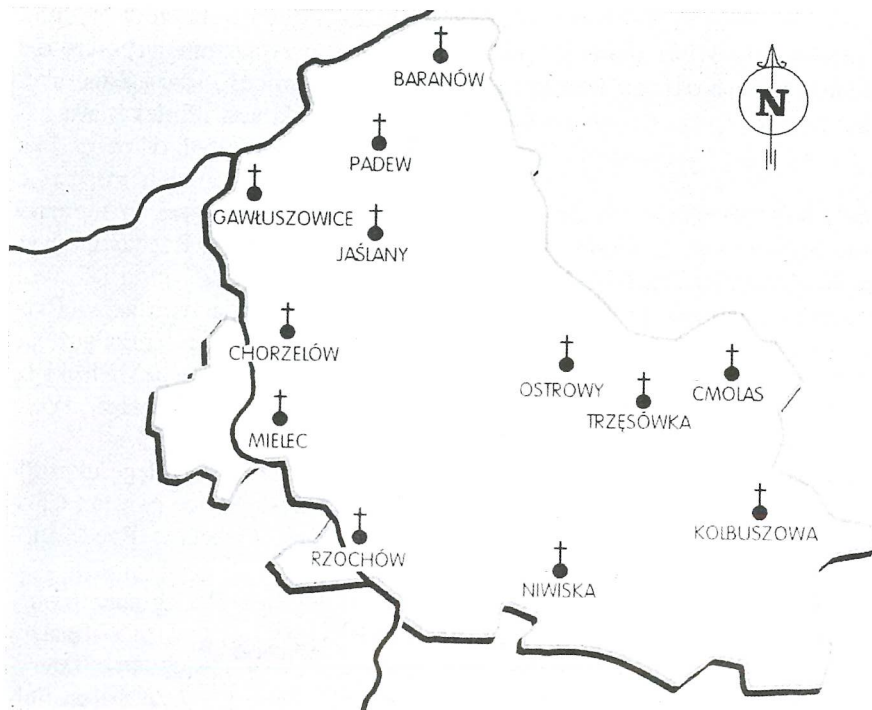 BARANÓW
N
PADEW
GAWŁUSZOWICE
JAŚLANY
CHORZELÓW
OSTROWY
CMOLAS
TRZĘSÓWKA
MIELEC
KOLBUSZOWA
RZOCHÓW
NIWISKA